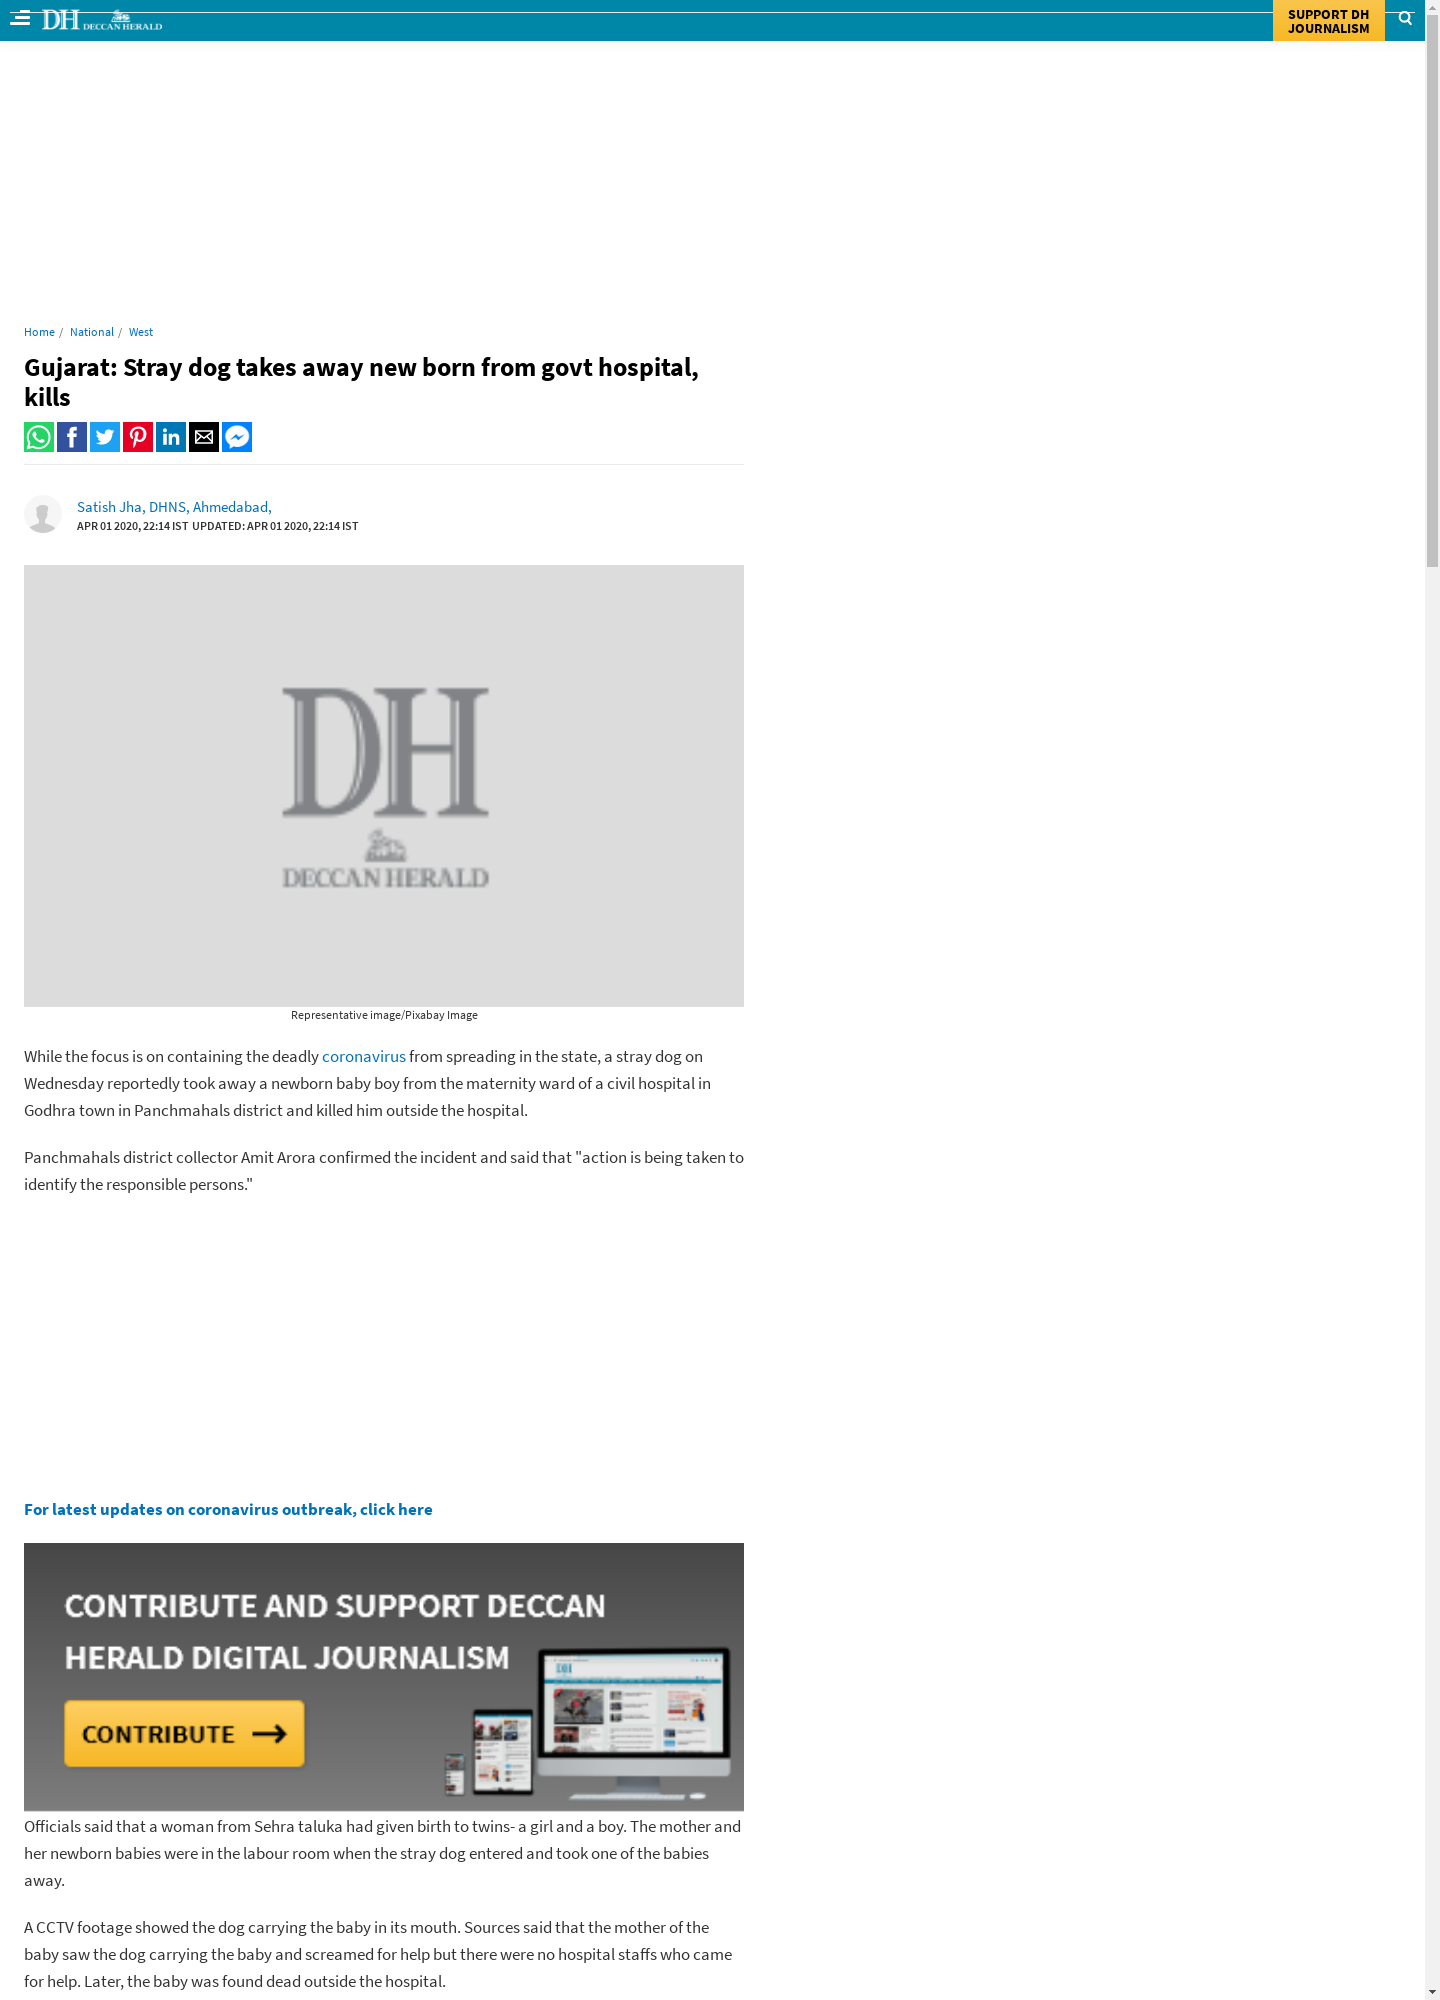 DH DECCAN HERALD
SUPPORT DH
JOURNALISM
Home / National / West
Gujarat: Stray dog takes away new born from govt hospital,
kills
Satish Jha, DHNS, Ahmedabad,
APR 01 2020, 22:14 IST UPDATED: APR 01 2020, 22:14 IST
DH
DECCAN HERALD
Representative image/Pixabay Image
While the focus is on containing the deadly coronavirus from spreading in the state, a stray dog on
Wednesday reportedly took away a newborn baby boy from the maternity ward of a civil hospital in
Godhra town in Panchmahals district and killed him outside the hospital.
Panchmahals district collector Amit Arora confirmed the incident and said that "action is being taken to
identify the responsible persons."
For latest updates on coronavirus outbreak, click here
CONTRIBUTE AND SUPPORT DECCAN
HERALD DIGITAL JOURNALISM
CONTRIBUTE
Officials said that a woman from Sehra taluka had given birth to twins- a girl and a boy. The mother and
her newborn babies were in the labour room when the stray dog entered and took one of the babies
away.
A CCTV footage showed the dog carrying the baby in its mouth. Sources said that the mother of the
baby saw the dog carrying the baby and screamed for help but there were no hospital staffs who came
for help. Later, the baby was found dead outside the hospital.